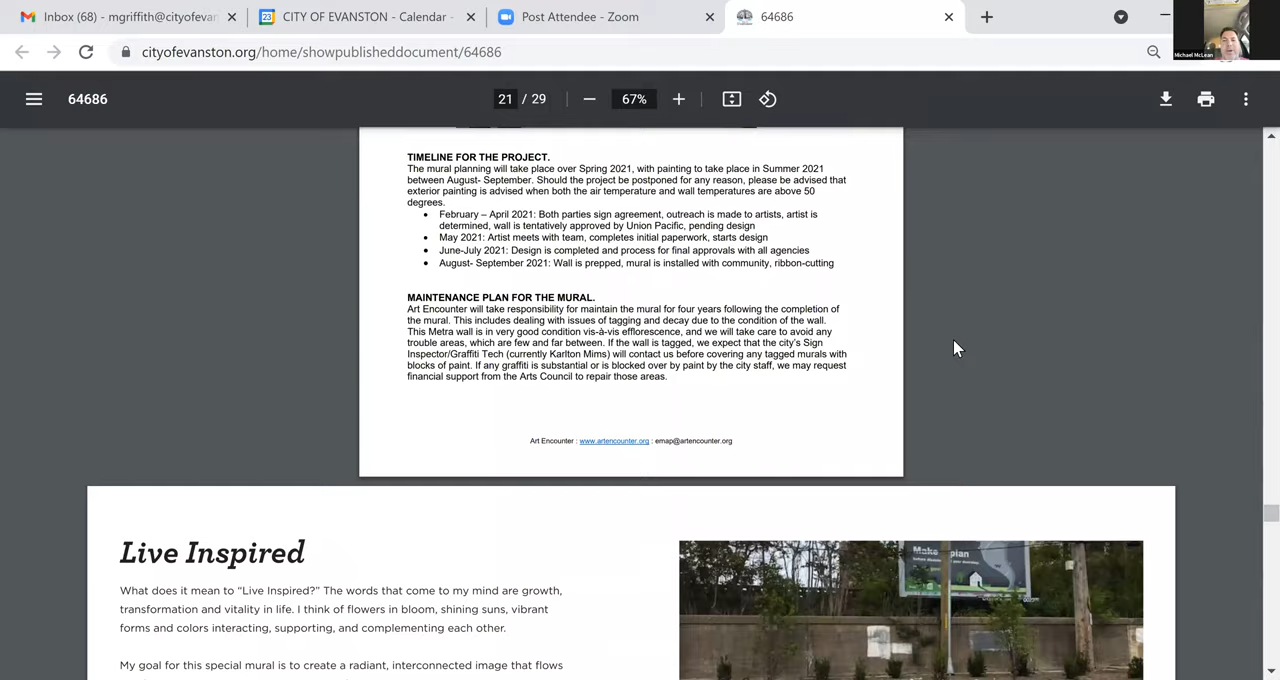 Inbox (68) - mgriffith@cityofevan
CITY OF EVANSTON - Calendar -
Post Attendee - Zoom
64686
cityofevanston.org/home/showpublisheddocument/64686
Michael McLean
64686
21 / 29
67%
TIMELINE FOR THE PROJECT.
The mural planning will take place over Spring 2021, with painting to take place in Summer 2021
between August- September. Should the project be postponed for any reason, please be advised that
exterior painting is advised when both the air temperature and wall temperatures are above 50
degrees.
• February – April 2021: Both parties sign agreement, outreach is made to artists, artist is
determined, wall is tentatively approved by Union Pacific, pending design
• May 2021: Artist meets with team, completes initial paperwork, starts design
• June-July 2021: Design is completed and process for final approvals with all agencies
• August- September 2021: Wall is prepped, mural is installed with community, ribbon-cutting
MAINTENANCE PLAN FOR THE MURAL.
Art Encounter will take responsibility for maintain the mural for four years following the completion of
the mural. This includes dealing with issues of tagging and decay due to the condition of the wall.
This Metra wall is in very good condition vis-à-vis efflorescence, and we will take care to avoid any
trouble areas, which are few and far between. If the wall is tagged, we expect that the city's Sign
Inspector/Graffiti Tech (currently Karlton Mims) will contact us before covering any tagged murals with
blocks of paint. If any graffiti is substantial or is blocked over by paint by the city staff, we may request
financial support from the Arts Council to repair those areas.
Art Encounter : www.artencounter.org : emap@artencounter.org
Live Inspired
What does it mean to “Live Inspired?” The words that come to my mind are growth,
transformation and vitality in life. I think of flowers in bloom, shining suns, vibrant
forms and colors interacting, supporting, and complementing each other.
My goal for this special mural is to create a radiant, interconnected image that flows
Make plan